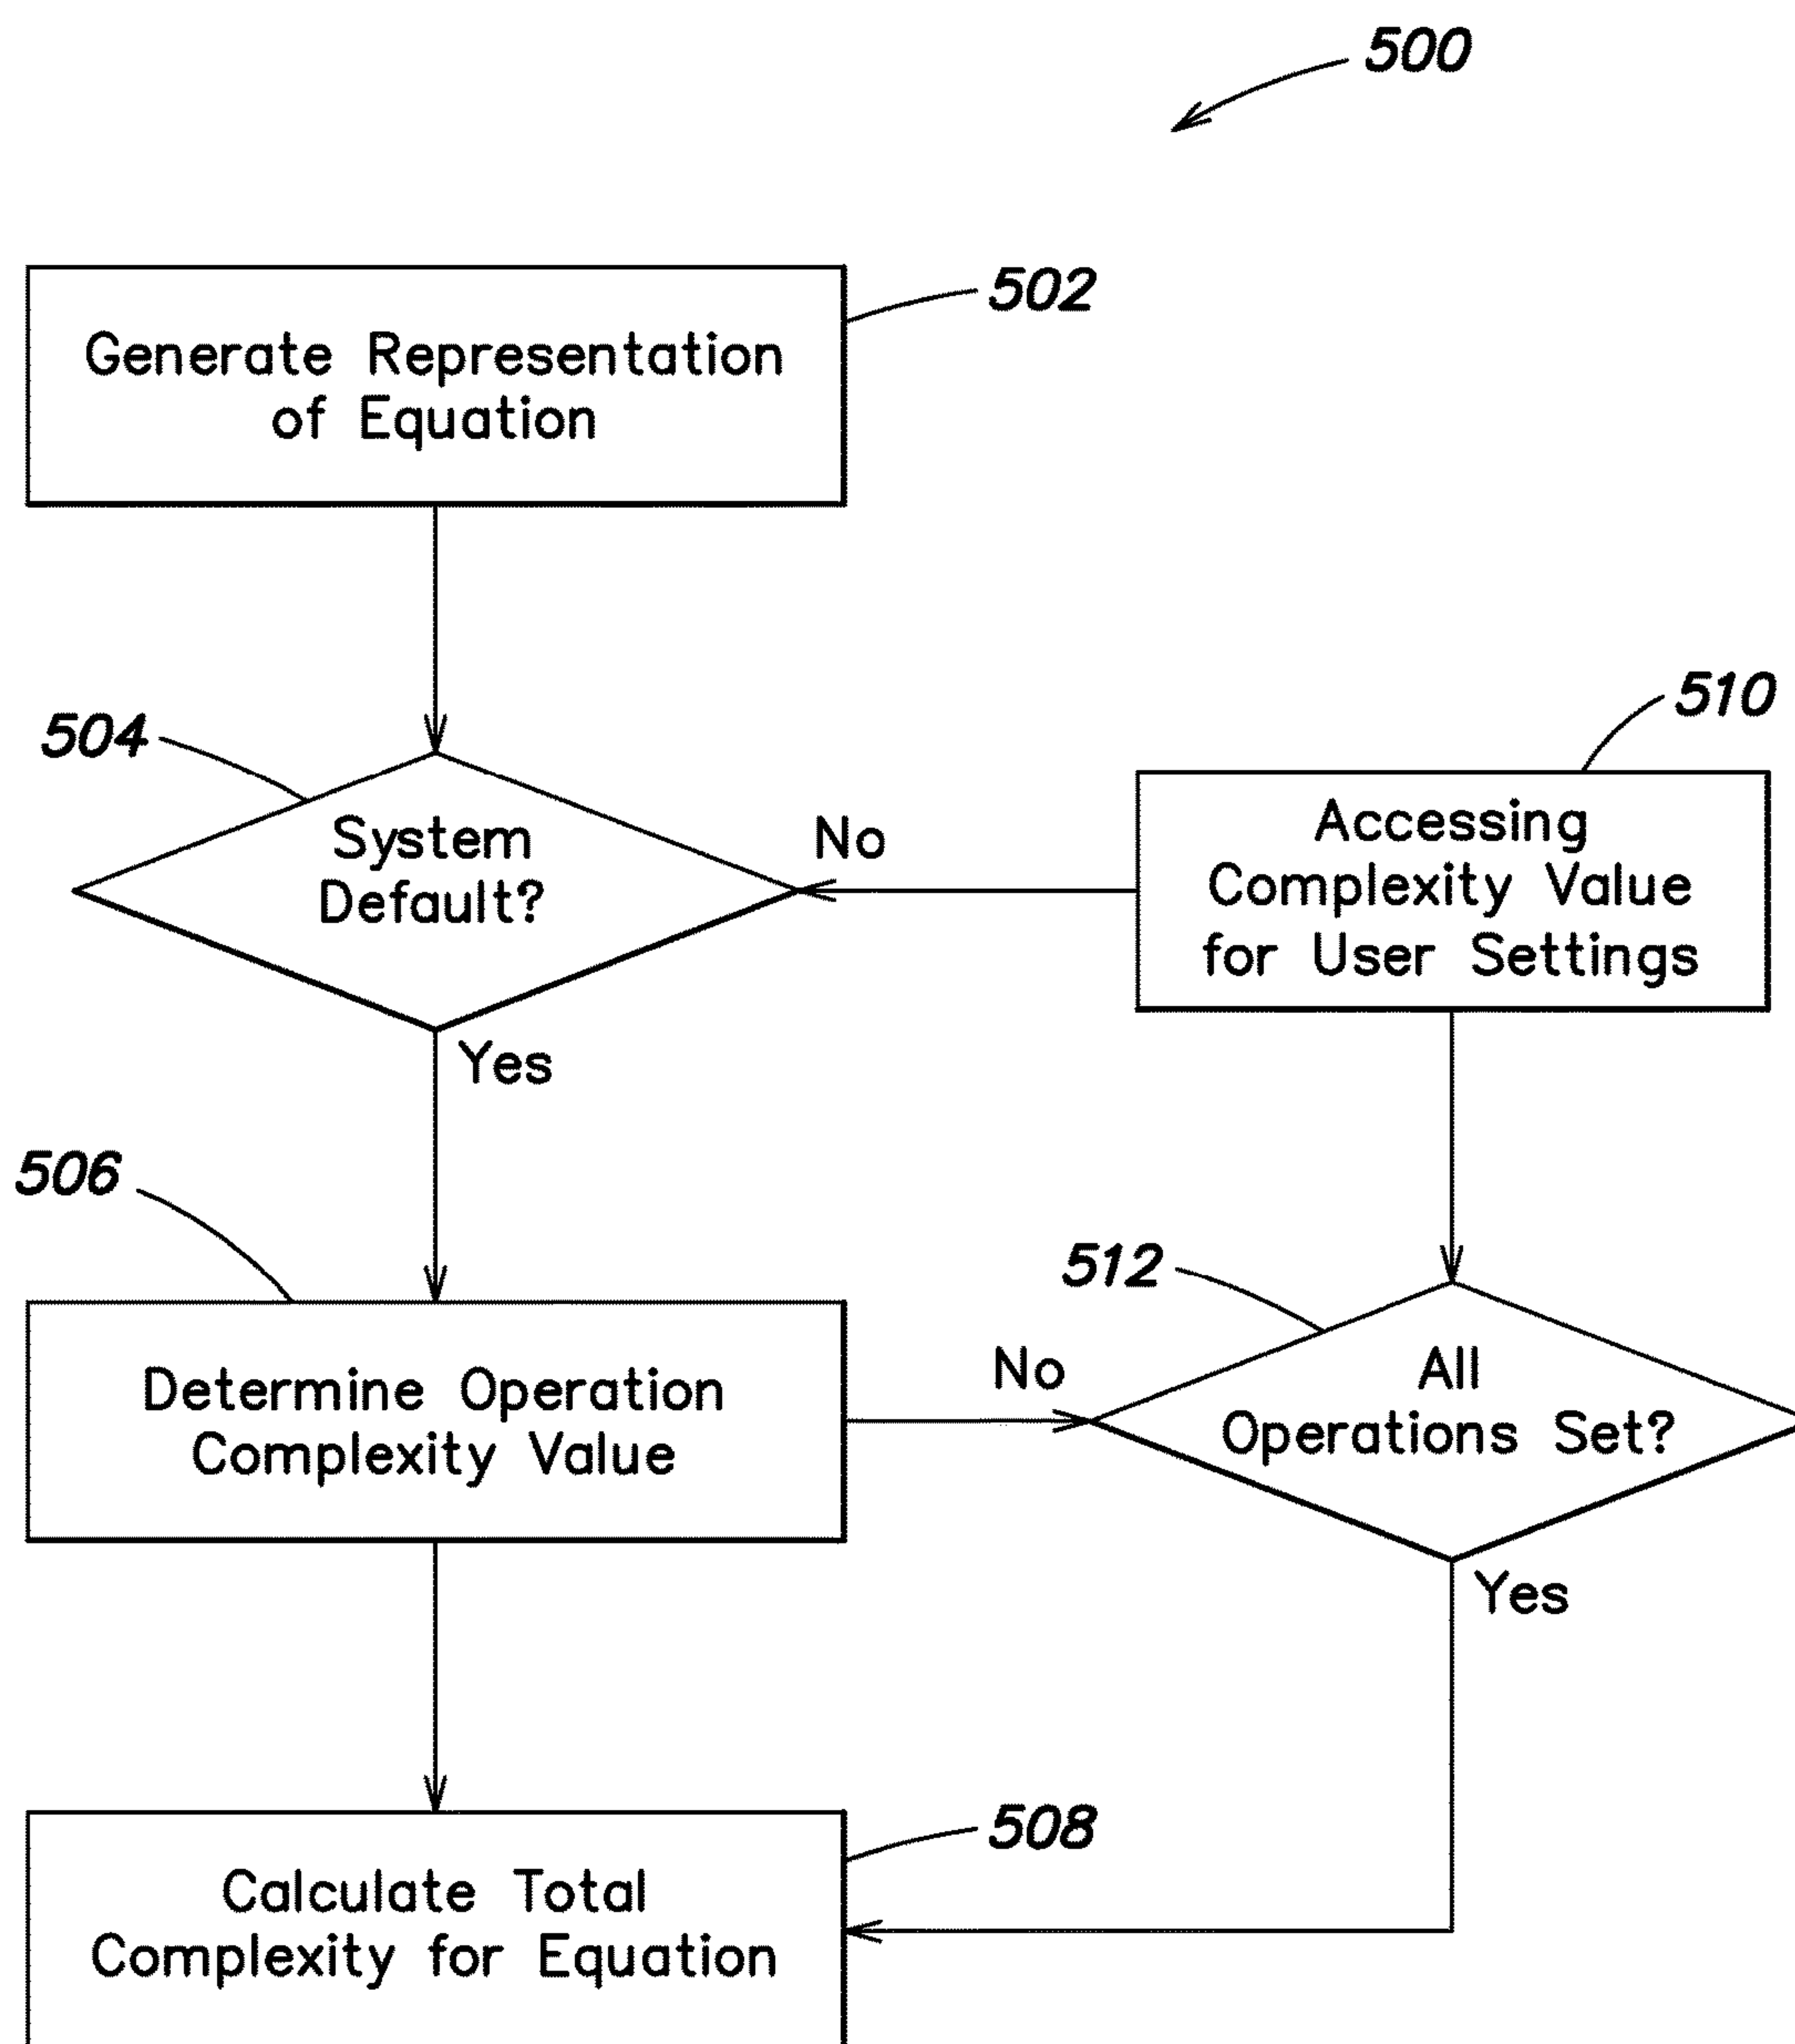 500
502
Generate Representation
of Equation
504
System
Default?
No
Yes
510
Accessing
Complexity Value
for User Settings
506
Determine Operation
Complexity Value
No
512
All
Operations Set?
Yes
508
Calculate Total
Complexity for Equation